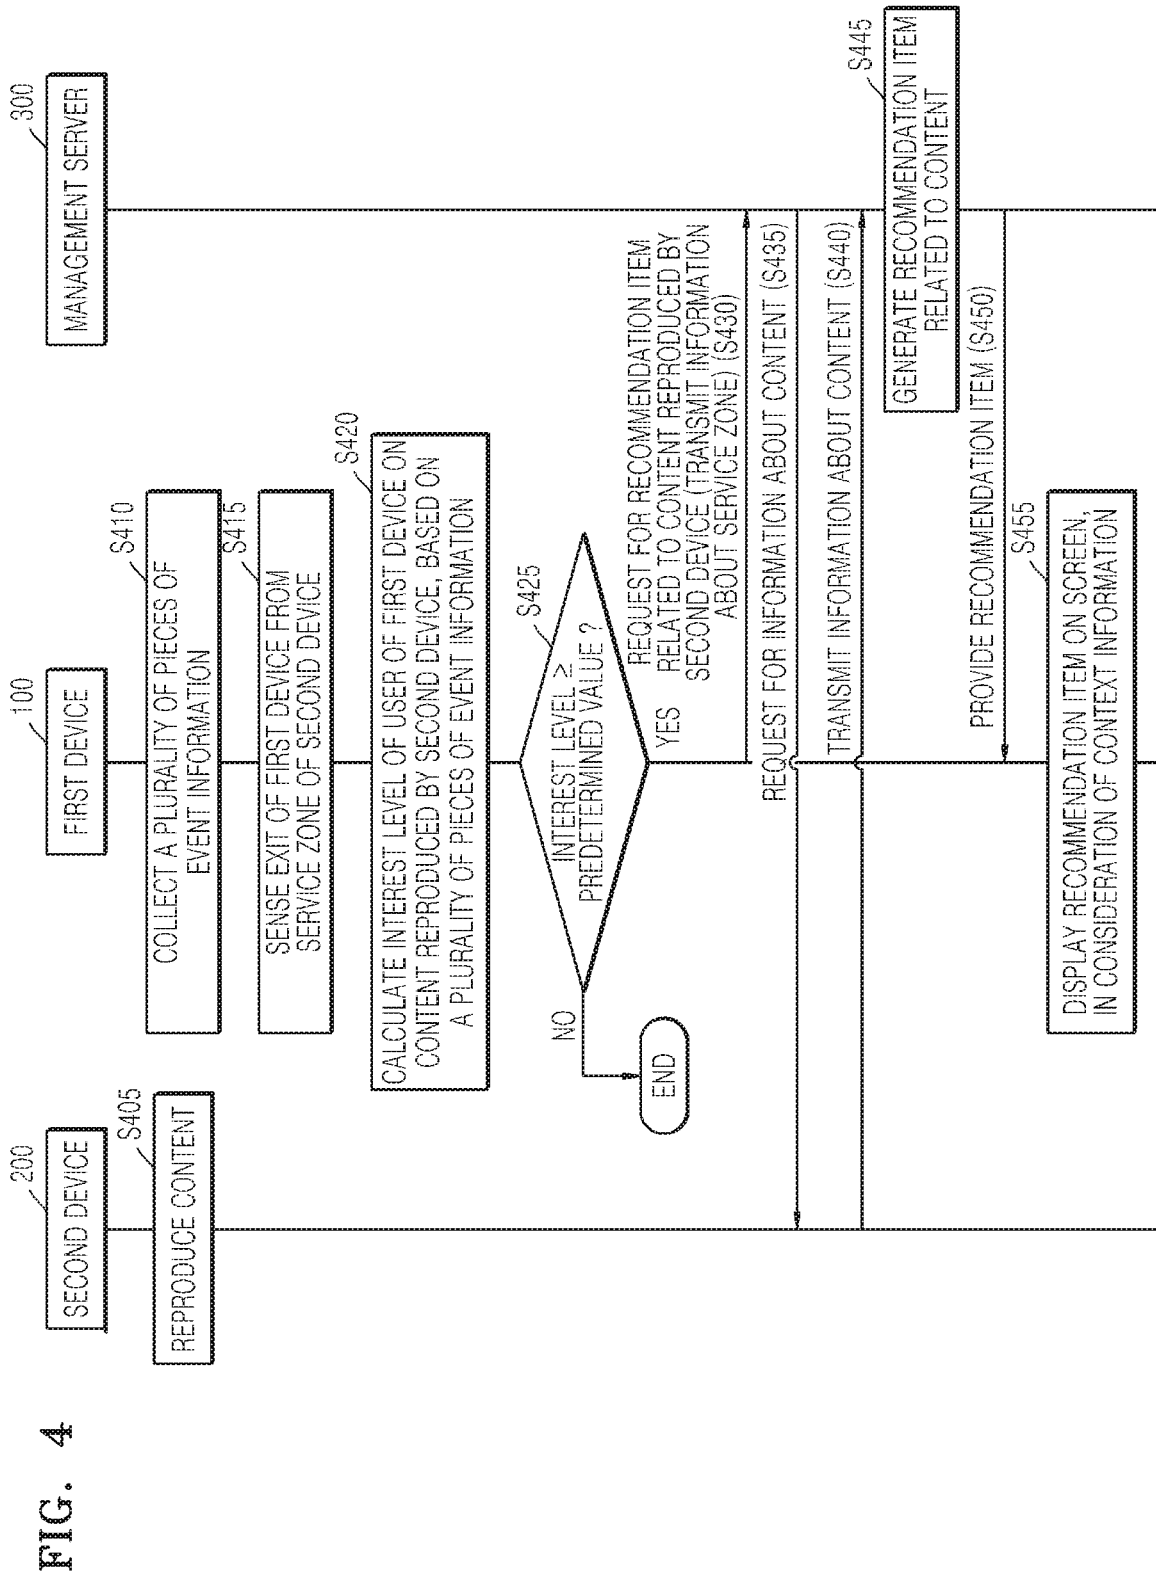 FIG. 4
200
SECOND DEVICE
100
FIRST DEVICE
300
MANAGEMENT SERVER
S405
REPRODUCE CONTENT
S410
COLLECT A PLURALITY OF PIECES OF
EVENT INFORMATION
S415
SENSE EXIT OF FIRST DEVICE FROM
SERVICE ZONE OF SECOND DEVICE
S420
CALCULATE INTEREST LEVEL OF USER OF FIRST DEVICE ON
CONTENT REPRODUCED BY SECOND DEVICE, BASED ON
A PLURALITY OF PIECES OF EVENT INFORMATION
S425
INTEREST LEVEL ≥
PREDETERMINED VALUE ?
NO
END
YES
REQUEST FOR RECOMMENDATION ITEM
RELATED TO CONTENT REPRODUCED BY
SECOND DEVICE (TRANSMIT INFORMATION
ABOUT SERVICE ZONE) (S430)
REQUEST FOR INFORMATION ABOUT CONTENT (S435)
TRANSMIT INFORMATION ABOUT CONTENT (S440)
S445
GENERATE RECOMMENDATION ITEM
RELATED TO CONTENT
PROVIDE RECOMMENDATION ITEM (S450)
S455
DISPLAY RECOMMENDATION ITEM ON SCREEN,
IN CONSIDERATION OF CONTEXT INFORMATION